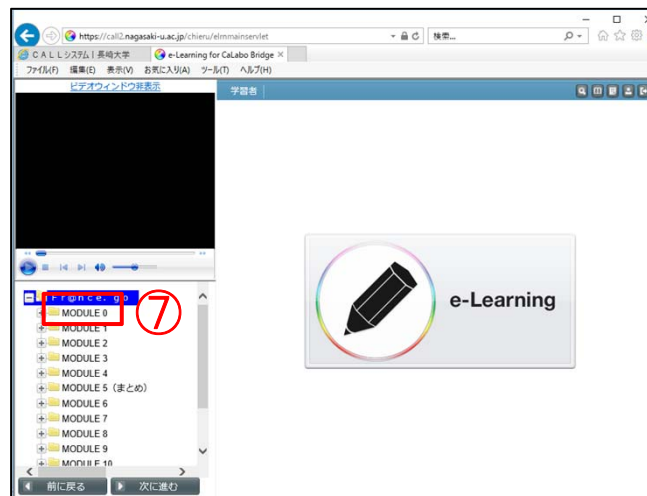 https://call2.nagasaki-u.ac.jp/chieru/elmmainservlet
検索...
ＣＡＬＬシステム | 長崎大学
e-Learning for CaLabo Bridge
ファイル(F) 編集(E) 表示(V) お気に入り(A) ツール(T) ヘルプ(H)
ビデオウィンドウ非表示
学習者
Ｆｒ@ｎｃｅ．ｇｐ
MODULE 0
⑦
MODULE 1
MODULE 2
MODULE 3
MODULE 4
MODULE 5（まとめ）
MODULE 6
MODULE 7
MODULE 8
MODULE 9
MODULE 10
前に戻る
次に進む
e-Learning